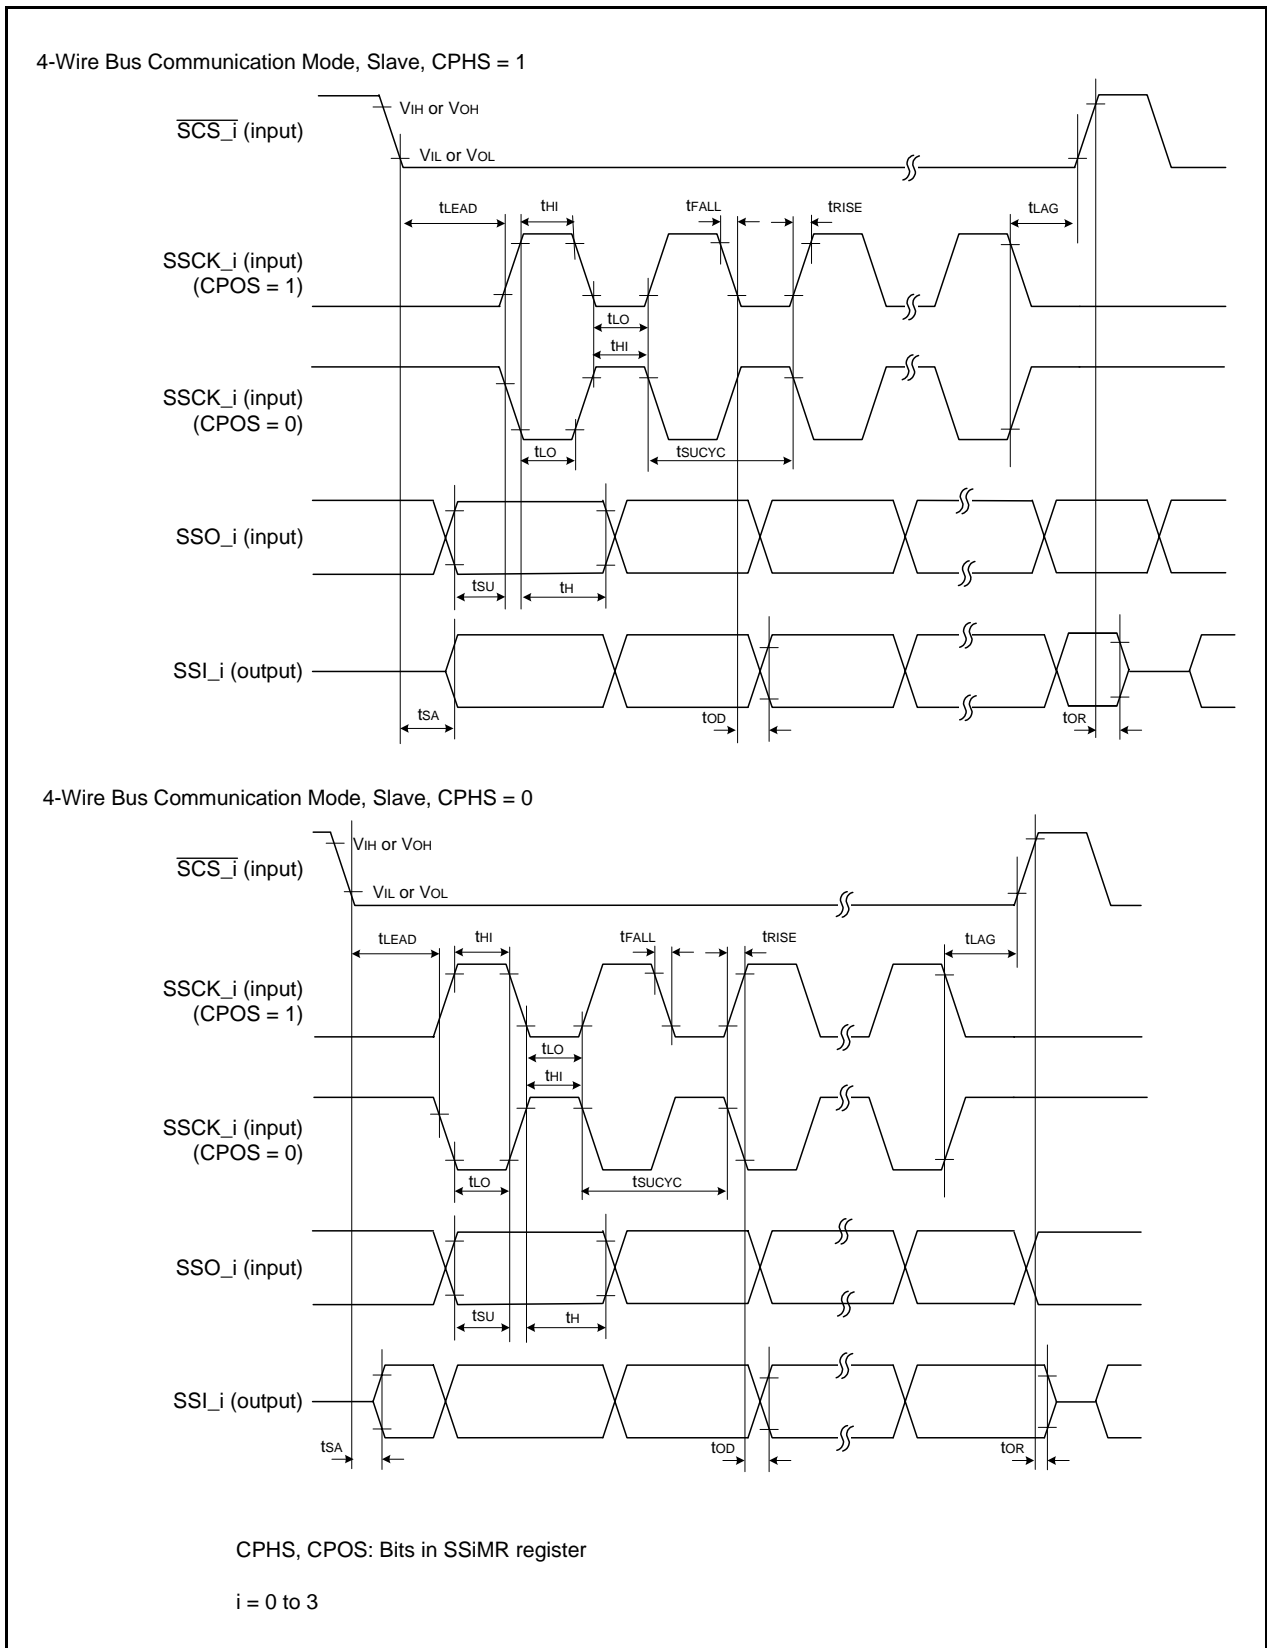 4-Wire Bus Communication Mode, Slave, CPHS = 1
VIH or VOH
SCS_i (input)
VIL or VOL
tLEAD
tHI
tFALL
tRISE
tLAG
SSCK_i (input)
(CPOS = 1)
tLO
tHI
SSCK_i (input)
(CPOS = 0)
tLO
tSUCYC
SSO_i (input)
tSU
tH
SSI_i (output)
tSA
tOD
tOR
4-Wire Bus Communication Mode, Slave, CPHS = 0
VIH or VOH
SCS_i (input)
VIL or VOL
tLEAD
tHI
tFALL
tRISE
tLAG
SSCK_i (input)
(CPOS = 1)
tLO
tHI
SSCK_i (input)
(CPOS = 0)
tLO
tSUCYC
SSO_i (input)
tSU
tH
SSI_i (output)
tSA
tOD
tOR
CPHS, CPOS: Bits in SSiMR register
i = 0 to 3